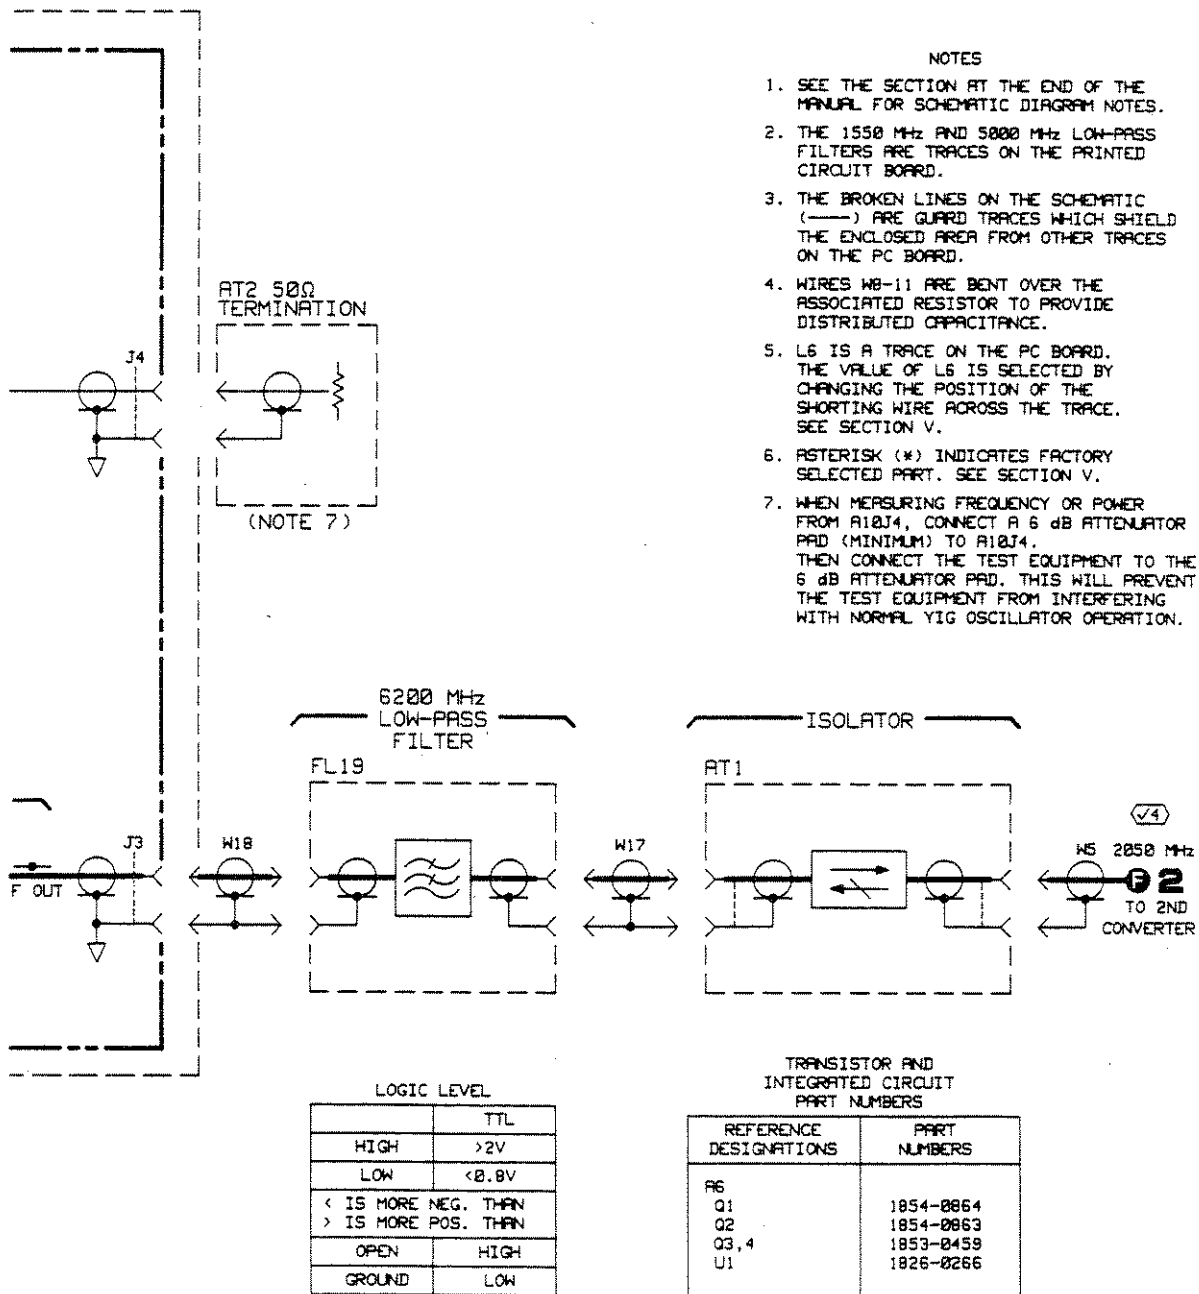 NOTES
1. SEE THE SECTION AT THE END OF THE
MANUAL FOR SCHEMATIC DIAGRAM NOTES.
2. THE 1550 MHz AND 5000 MHz LOW-PASS
FILTERS ARE TRACES ON THE PRINTED
CIRCUIT BOARD.
3. THE BROKEN LINES ON THE SCHEMATIC
(----) ARE GUARD TRACES WHICH SHIELD
THE ENCLOSED AREA FROM OTHER TRACES
ON THE PC BOARD.
4. WIRES W8-11 ARE BENT OVER THE
ASSOCIATED RESISTOR TO PROVIDE
DISTRIBUTED CAPACITANCE.
5. L6 IS A TRACE ON THE PC BOARD.
THE VALUE OF L6 IS SELECTED BY
CHANGING THE POSITION OF THE
SHORTING WIRE ACROSS THE TRACE.
SEE SECTION V.
6. ASTERISK (*) INDICATES FACTORY
SELECTED PART. SEE SECTION V.
7. WHEN MEASURING FREQUENCY OR POWER
FROM A10J4, CONNECT A 6 dB ATTENUATOR
PAD (MINIMUM) TO A10J4.
THEN CONNECT THE TEST EQUIPMENT TO THE
6 dB ATTENUATOR PAD. THIS WILL PREVENT
THE TEST EQUIPMENT FROM INTERFERING
WITH NORMAL YIG OSCILLATOR OPERATION.
AT2 50Ω
TERMINATION
J4
(NOTE 7)
6200 MHz
LOW-PASS
FILTER
FL19
ISOLATOR
AT1
√4
J3
W18
W17
W5 2050 MHz
F OUT
F 2
TO 2ND
CONVERTER
LOGIC LEVEL
TTL
HIGH >2V
LOW <0.8V
< IS MORE NEG. THAN
> IS MORE POS. THAN
OPEN HIGH
GROUND LOW
TRANSISTOR AND
INTEGRATED CIRCUIT
PART NUMBERS
REFERENCE DESIGNATIONS PART NUMBERS
A6
Q1 1854-0864
Q2 1854-0863
Q3,4 1853-0459
U1 1826-0266